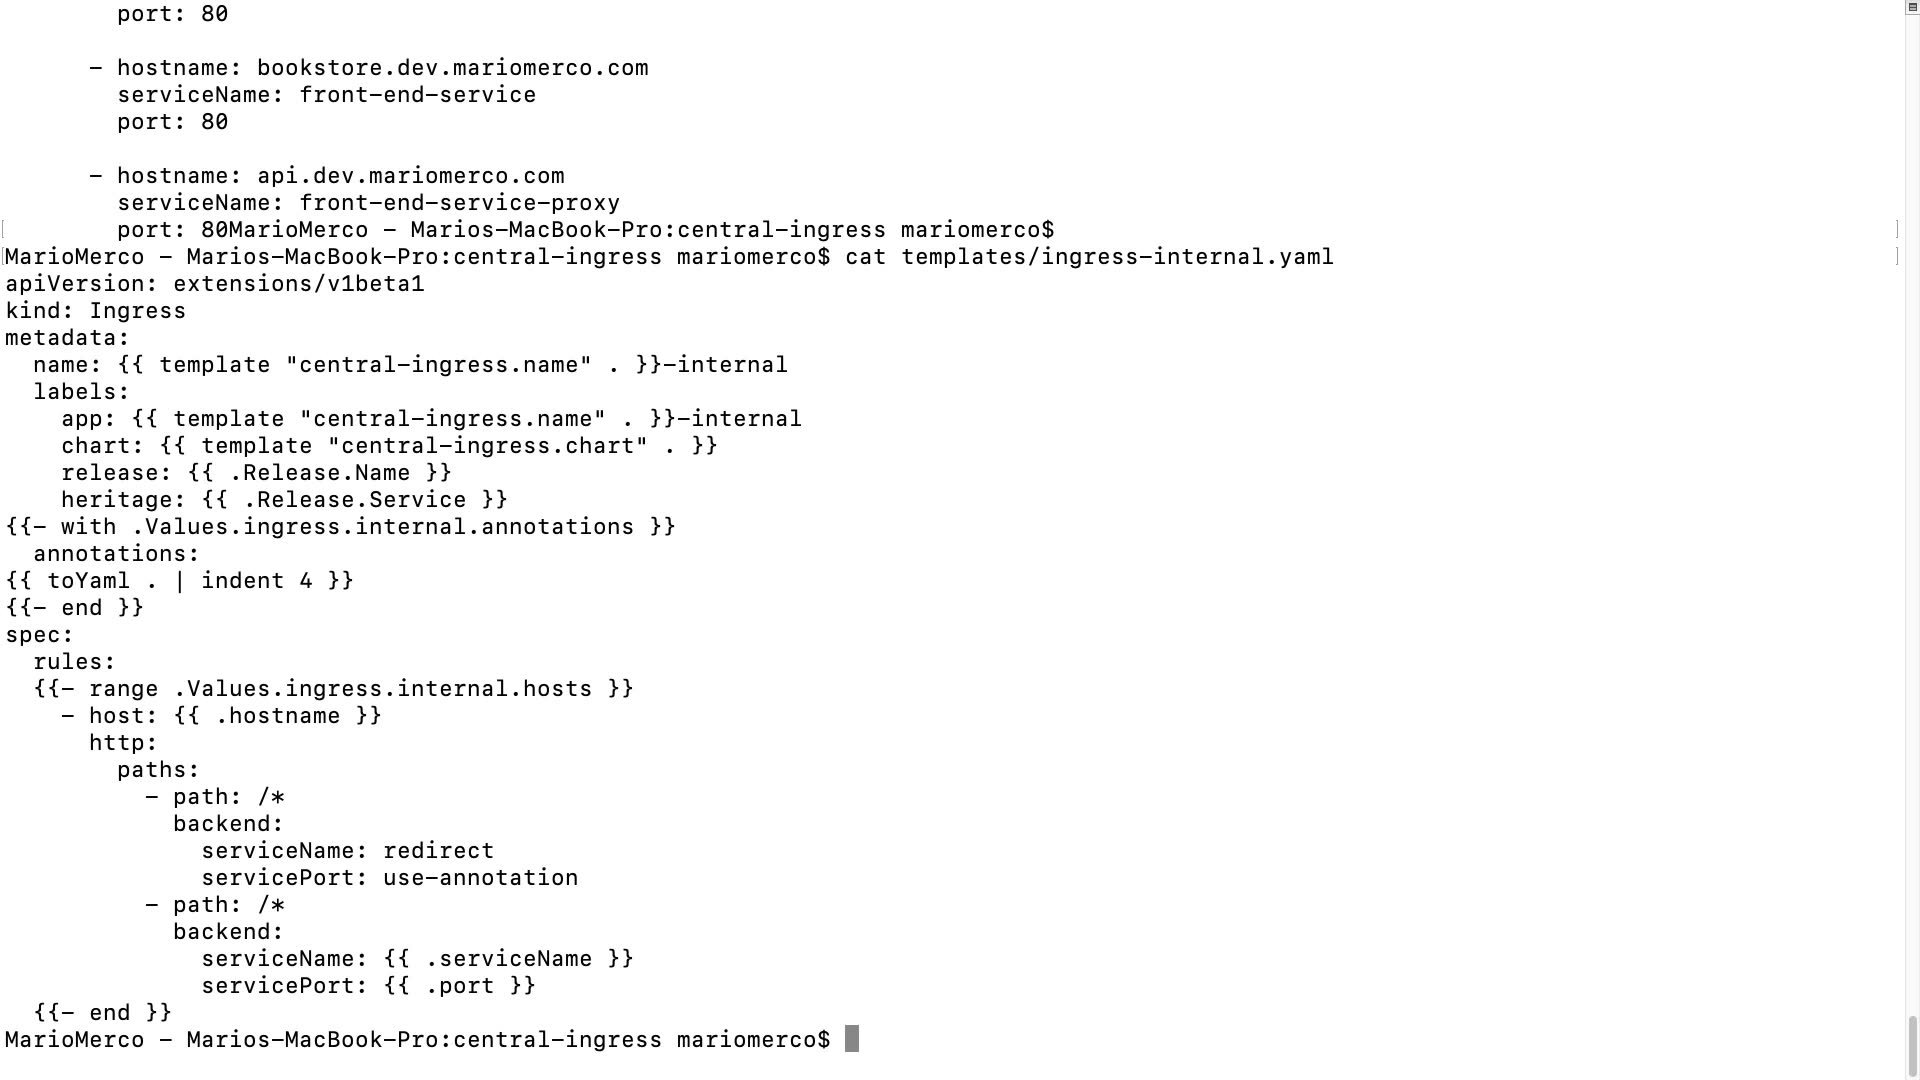 port: 80
- hostname: bookstore.dev.mariomerco.com
serviceName: front-end-service
port: 80
- hostname: api.dev.mariomerco.com
serviceName: front-end-service-proxy
port: 80MarioMerco - Marios-MacBook-Pro:central-ingress mariomerco$
MarioMerco - Marios-MacBook-Pro:central-ingress mariomerco$ cat templates/ingress-internal.yaml
apiVersion: extensions/v1beta1
kind: Ingress
metadata:
  name: {{ template "central-ingress.name" . }}-internal
  labels:
    app: {{ template "central-ingress.name" . }}-internal
    chart: {{ template "central-ingress.chart" . }}
    release: {{ .Release.Name }}
    heritage: {{ .Release.Service }}
{{- with .Values.ingress.internal.annotations }}
  annotations:
{{ toYaml . | indent 4 }}
{{- end }}
spec:
  rules:
  {{- range .Values.ingress.internal.hosts }}
    - host: {{ .hostname }}
      http:
        paths:
          - path: /*
            backend:
              serviceName: redirect
              servicePort: use-annotation
          - path: /*
            backend:
              serviceName: {{ .serviceName }}
              servicePort: {{ .port }}
  {{- end }}
MarioMerco - Marios-MacBook-Pro:central-ingress mariomerco$